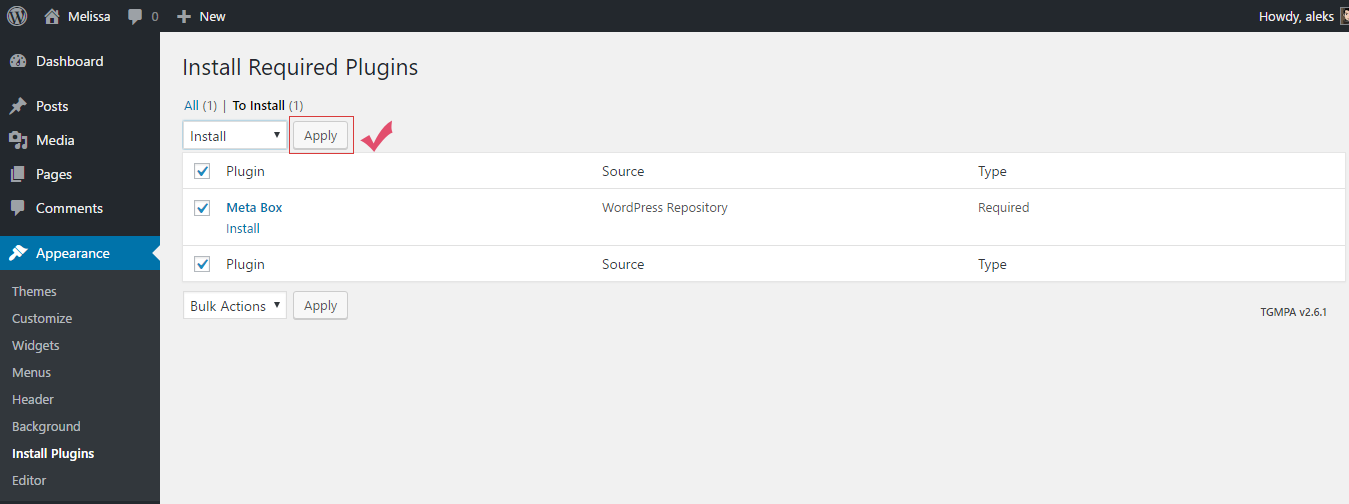 Melissa 0 New Howdy, aleks
Dashboard
Posts
Media
Pages
Comments
Appearance
Themes
Customize
Widgets
Menus
Header
Background
Install Plugins
Editor
Install Required Plugins
All (1) | To Install (1)
Install Apply
Plugin Source Type
Meta Box WordPress Repository Required
Install
Plugin Source Type
Bulk Actions Apply
TGMPA v2.6.1